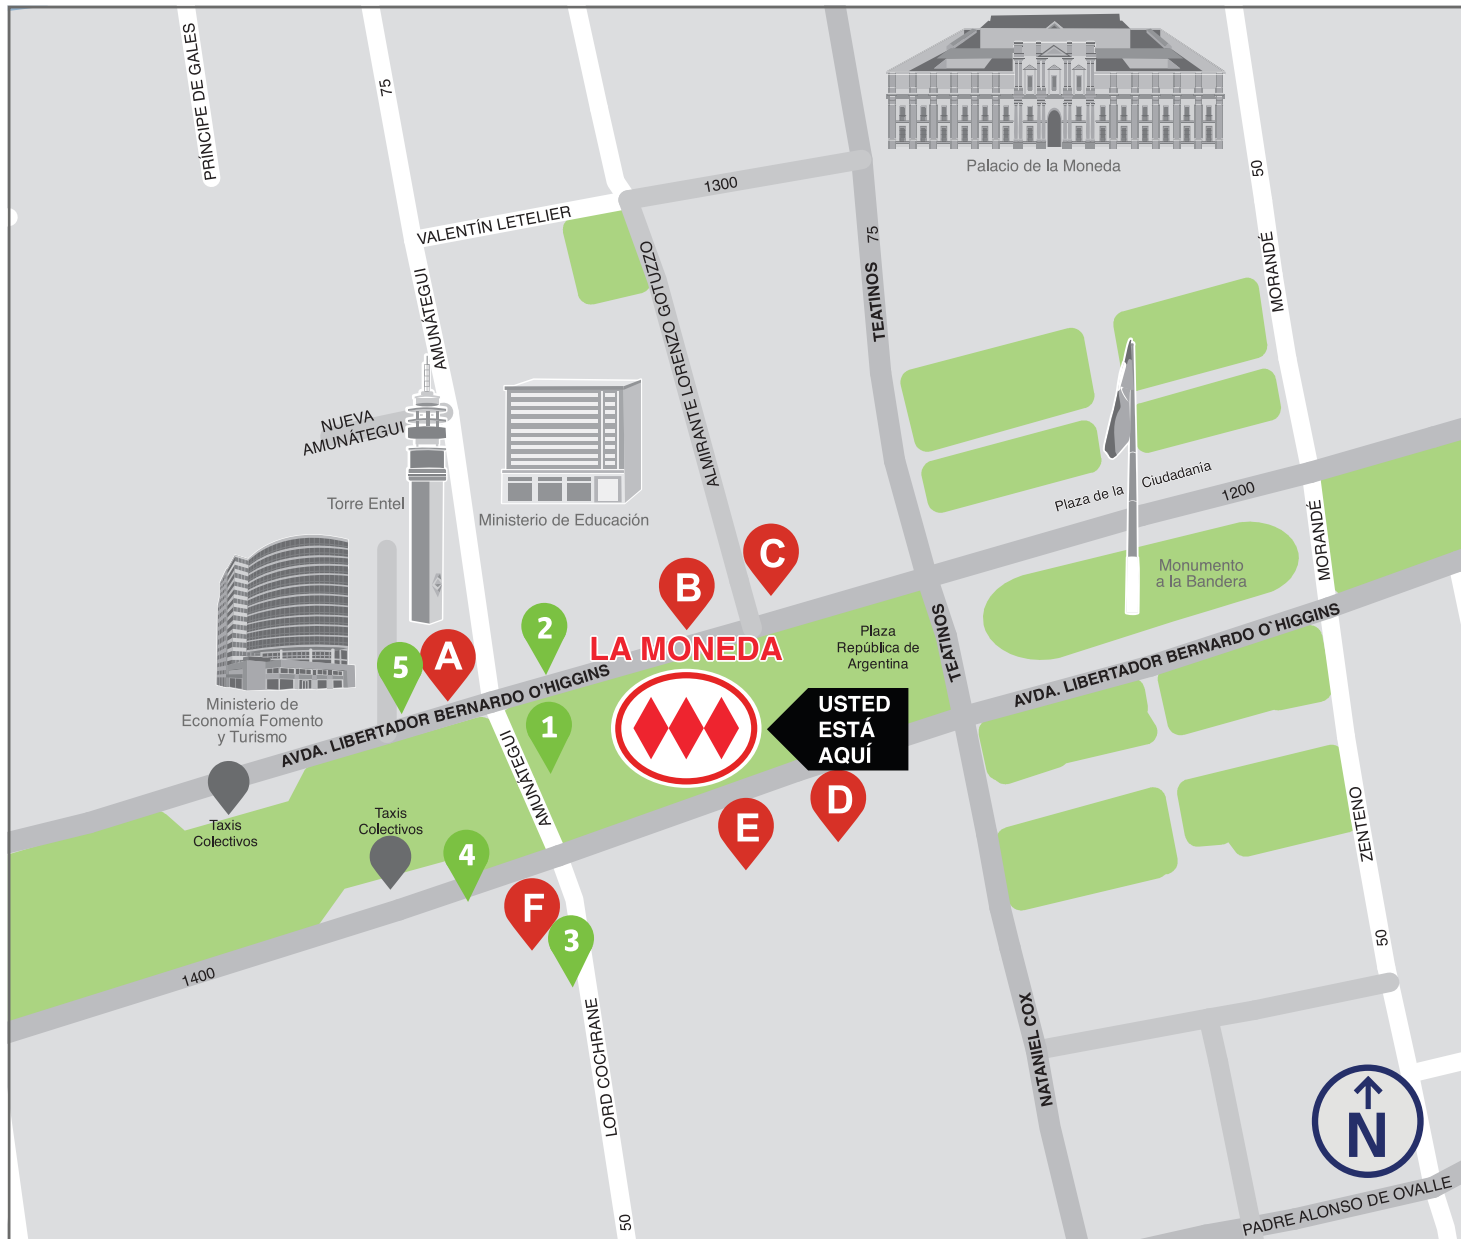 PRÍNCIPE DE GALES
75
Palacio de la Moneda
50
1300
VALENTÍN LETELIER
AMUNÁTEGUI
ALMIRANTE LORENZO GOTUZZO
TEATINOS 75
MORANDÉ
NUEVA
AMUNÁTEGUI
Torre Entel
Ministerio de Educación
Plaza de la Ciudadanía
1200
MORANDÉ
Monumento
a la Bandera
C
B
2
A
5
LA MONEDA
Plaza
República de
Argentina
TEATINOS
AVDA. LIBERTADOR BERNARDO O'HIGGINS
Ministerio de
Economía Fomento
y Turismo
AVDA. LIBERTADOR BERNARDO O'HIGGINS
1
AMUNÁTEGUI
USTED
ESTÁ
AQUÍ
Taxis
Colectivos
Taxis
Colectivos
D
E
4
F
3
ZENTENO
50
1400
LORD COCHRANE
50
NATANIEL COX
N
PADRE ALONSO DE OVALLE